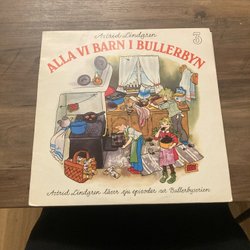 Astrid Lindgren
ALLA VI BARN I BULLERBYN
3
Astrid Lindgren läser sju episoder ur Bullerbyserien